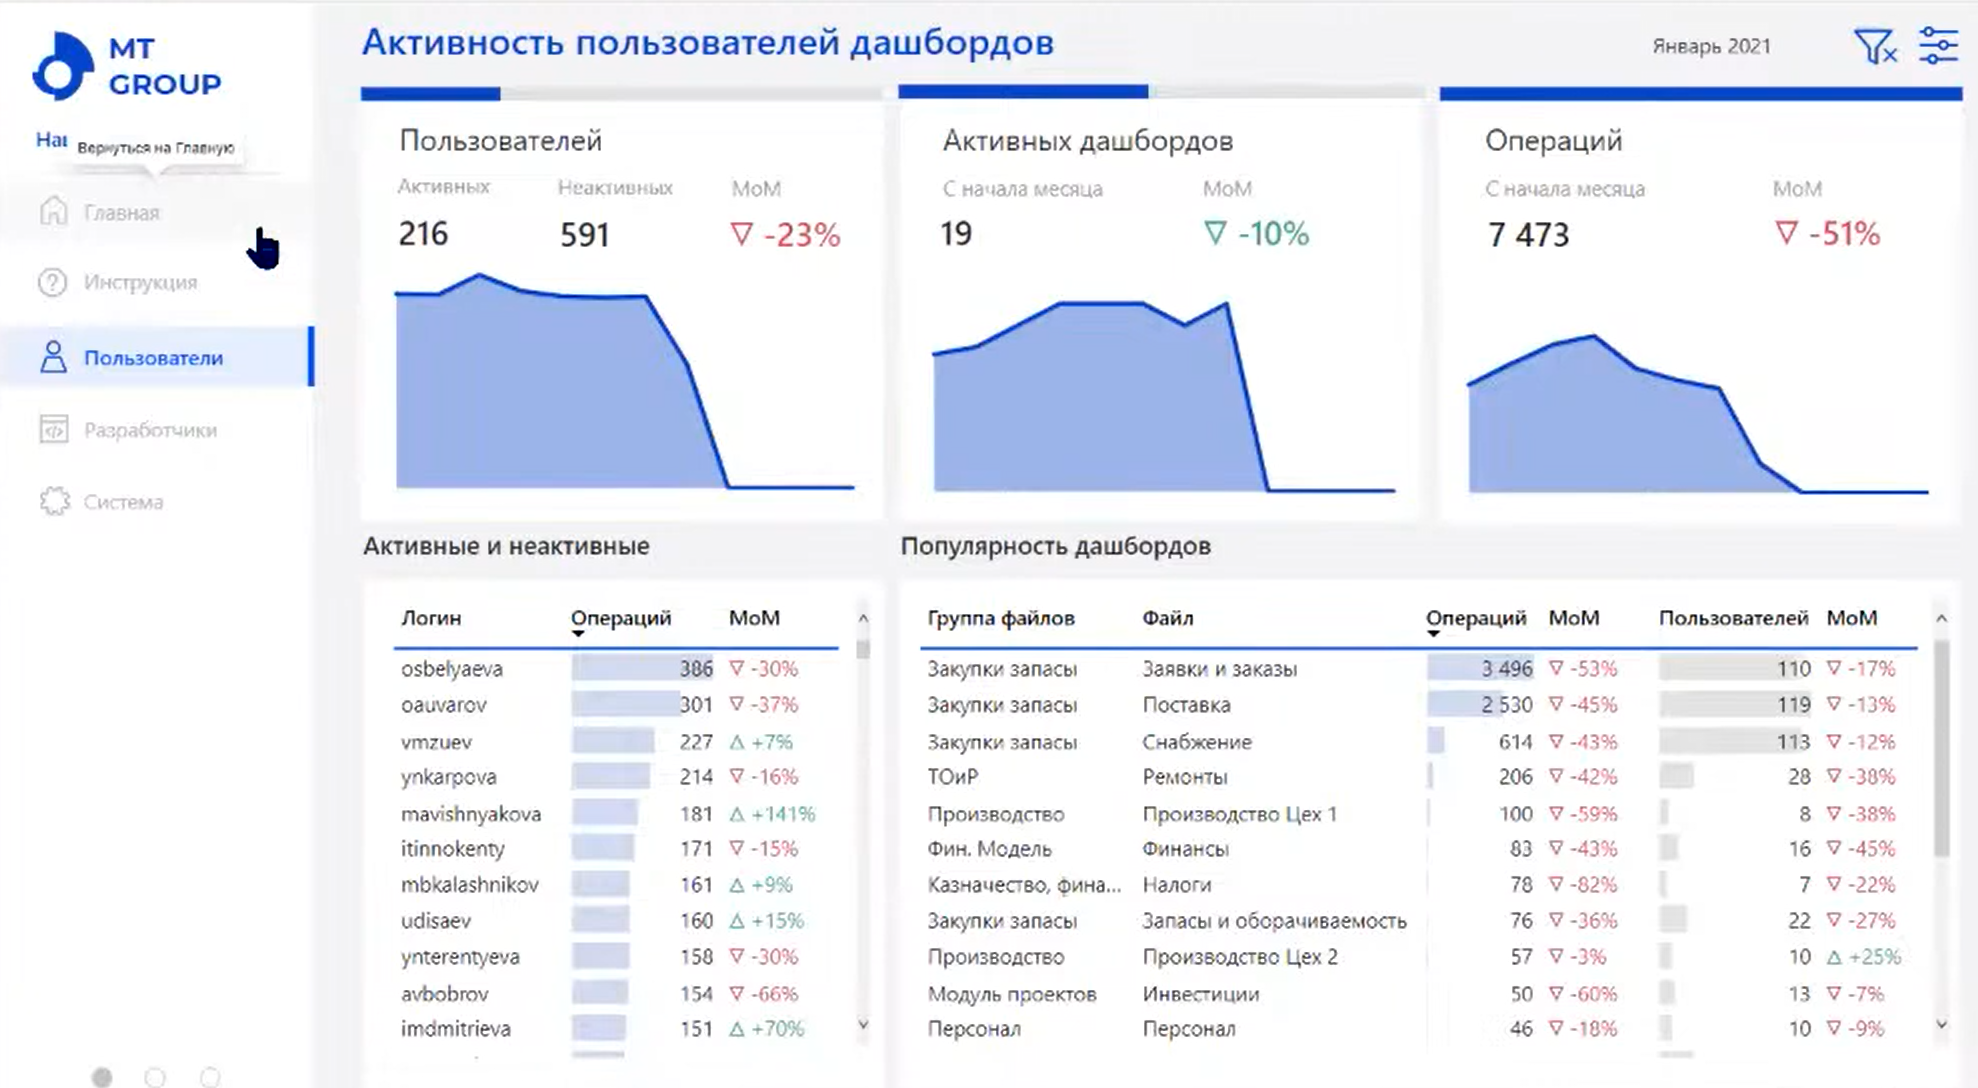 MT
GROUP
Вернуться на Главную
Главная
Инструкция
Пользователи
Разработчики
Система
Активность пользователей дашбордов
Январь 2021
Пользователей
Активных Неактивных MoM
216 591 ▽ -23%
Активных дашбордов
С начала месяца MoM
19 ▽ -10%
Операций
С начала месяца MoM
7 473 ▽ -51%
Активные и неактивные
Логин Операций MoM
osbelyaeva 386 ▽ -30%
oauvarov 301 ▽ -37%
vmzuev 227 △ +7%
ynkarpova 214 ▽ -16%
mavishnyakova 181 △ +141%
itinnokenty 171 ▽ -15%
mbkalashnikov 161 △ +9%
udisaev 160 △ +15%
ynterentyeva 158 ▽ -30%
avbobrov 154 ▽ -66%
imdmitrieva 151 △ +70%
Популярность дашбордов
Группа файлов Файл Операций MoM Пользователей MoM
Закупки запасы Заявки и заказы 3 496 ▽ -53% 110 ▽ -17%
Закупки запасы Поставка 2 530 ▽ -45% 119 ▽ -13%
Закупки запасы Снабжение 614 ▽ -43% 113 ▽ -12%
ТОиР Ремонты 206 ▽ -42% 28 ▽ -38%
Производство Производство Цех 1 100 ▽ -59% 8 ▽ -38%
Фин. Модель Финансы 83 ▽ -43% 16 ▽ -45%
Казначество, фина... Налоги 78 ▽ -82% 7 ▽ -22%
Закупки запасы Запасы и оборачиваемость 76 ▽ -36% 22 ▽ -27%
Производство Производство Цех 2 57 ▽ -3% 10 △ +25%
Модуль проектов Инвестиции 50 ▽ -60% 13 ▽ -7%
Персонал Персонал 46 ▽ -18% 10 ▽ -9%